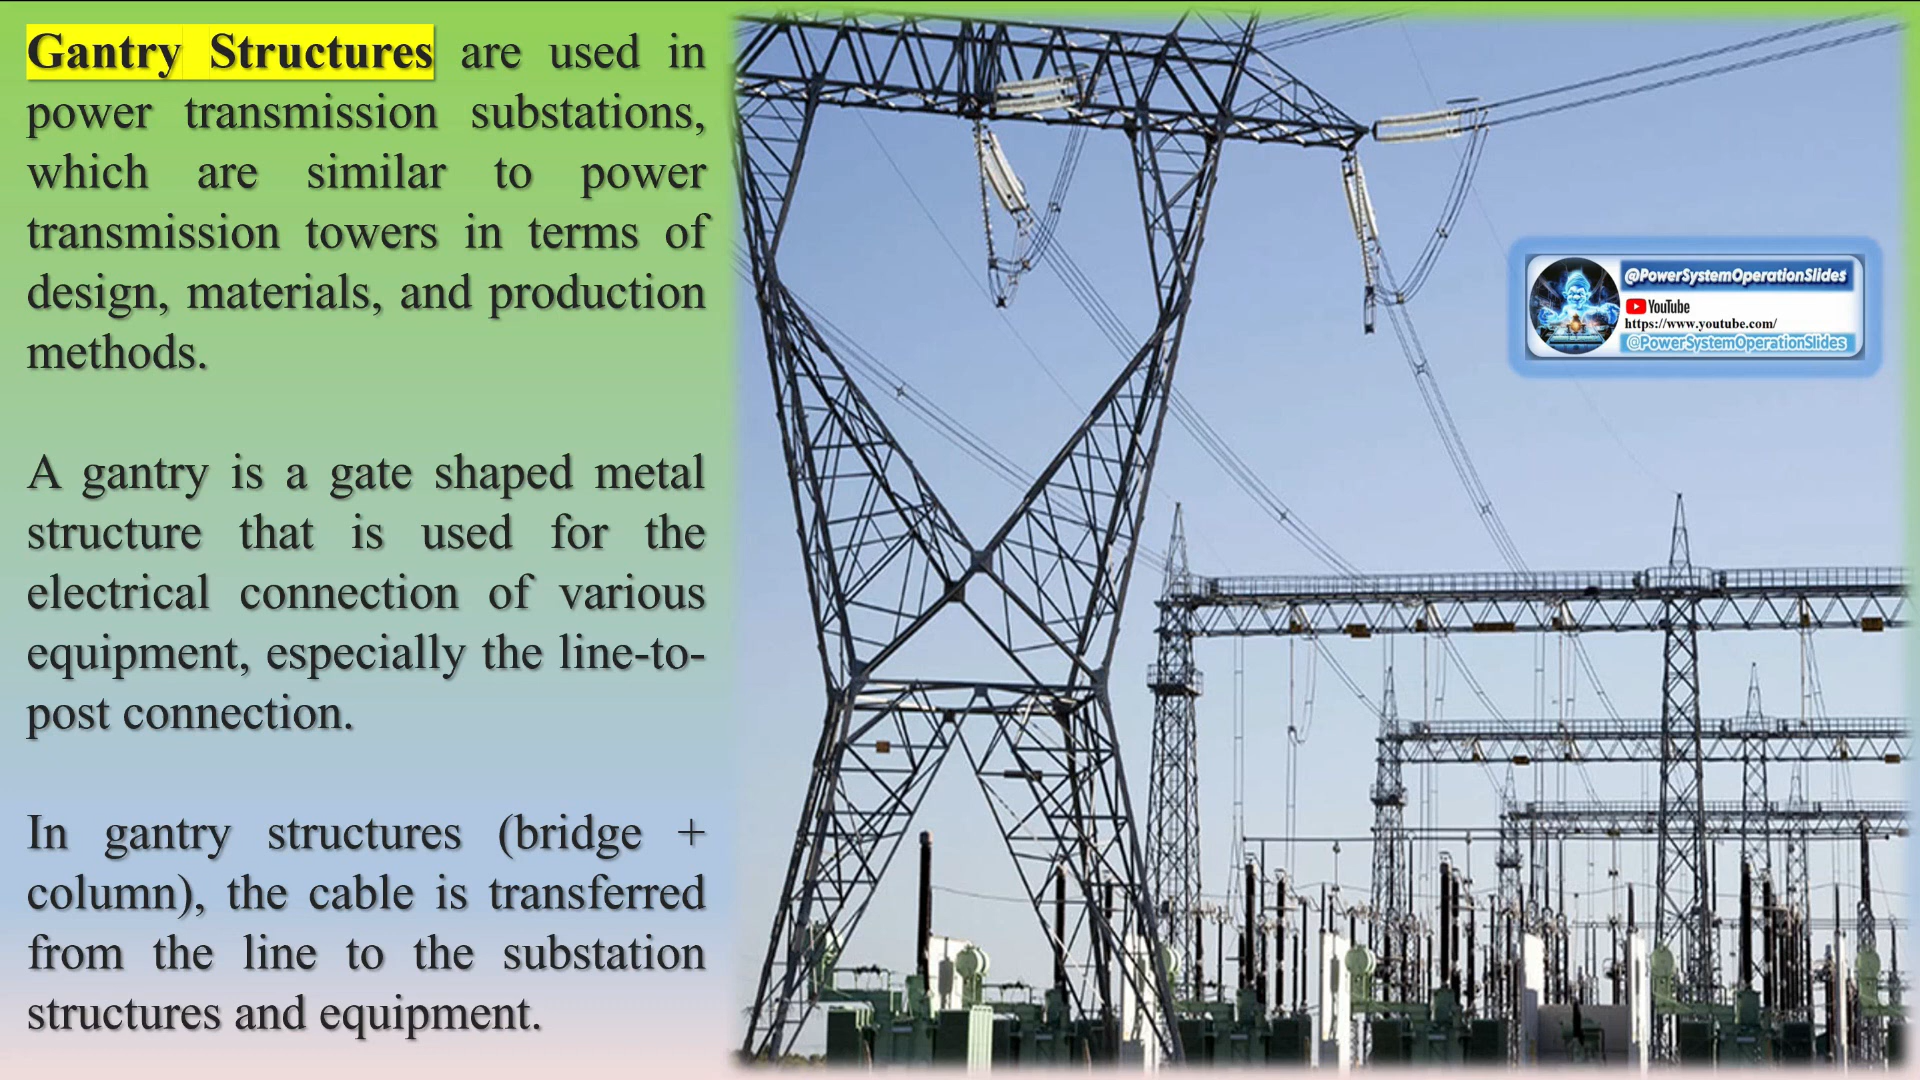 Gantry Structures are used in
power transmission substations,
which are similar to power
transmission towers in terms of
design, materials, and production
methods.
A gantry is a gate shaped metal
structure that is used for the
electrical connection of various
equipment, especially the line-to-
post connection.
In gantry structures (bridge +
column), the cable is transferred
from the line to the substation
structures and equipment.
@PowerSystemOperationSlides
YouTube
https://www.youtube.com/
@PowerSystemOperationSlides